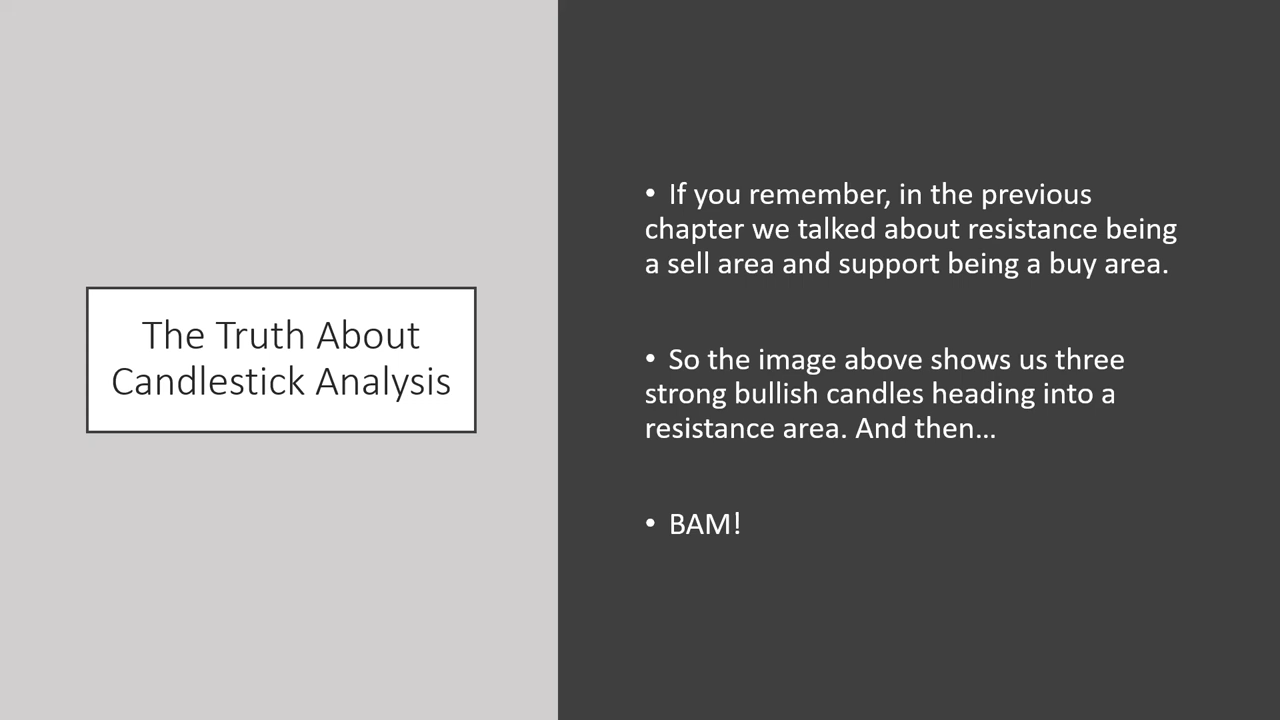 The Truth About
Candlestick Analysis
• If you remember, in the previous
chapter we talked about resistance being
a sell area and support being a buy area.
• So the image above shows us three
strong bullish candles heading into a
resistance area. And then…
• BAM!